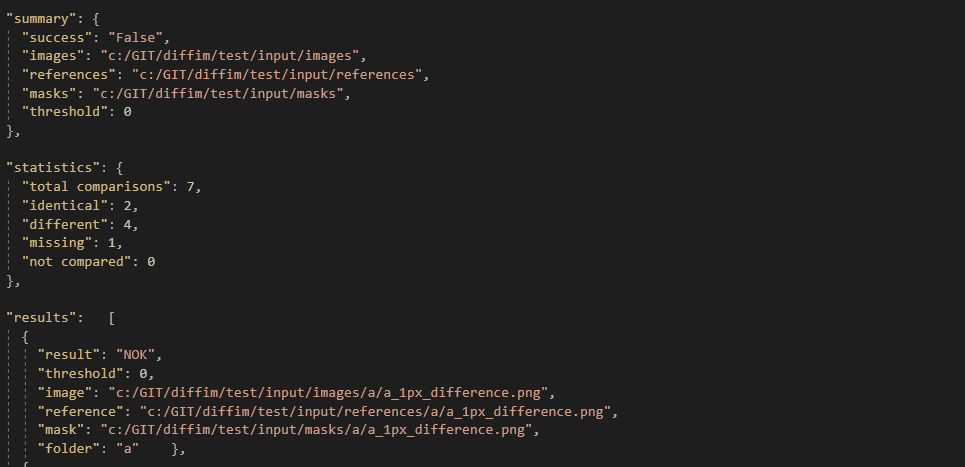 "summary": {
"success": "False",
"images": "c:/GIT/diffim/test/input/images",
"references": "c:/GIT/diffim/test/input/references",
"masks": "c:/GIT/diffim/test/input/masks",
"threshold": 0
},
"statistics": {
"total comparisons": 7,
"identical": 2,
"different": 4,
"missing": 1,
"not compared": 0
},
"results":   [
{
"result": "NOK",
"threshold": 0,
"image": "c:/GIT/diffim/test/input/images/a/a_1px_difference.png",
"reference": "c:/GIT/diffim/test/input/references/a/a_1px_difference.png",
"mask": "c:/GIT/diffim/test/input/masks/a/a_1px_difference.png",
"folder": "a"    },
{